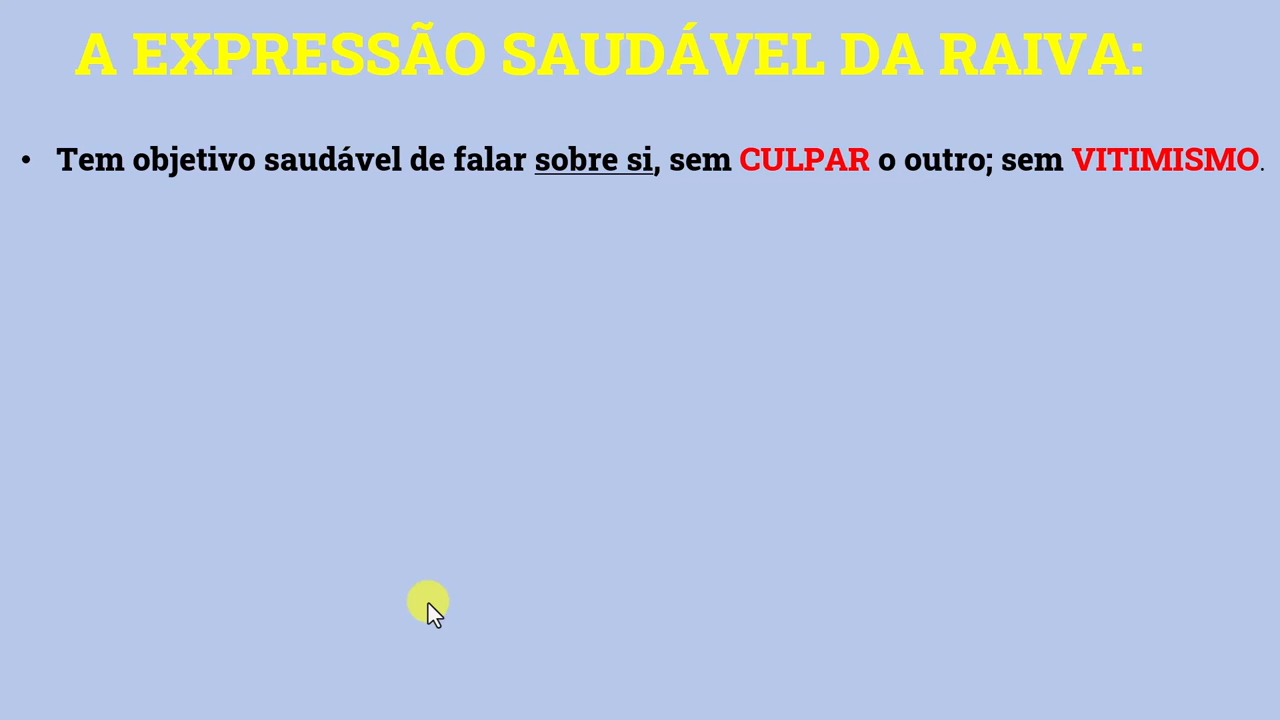 A EXPRESSÃO SAUDÁVEL DA RAIVA:
• Tem objetivo saudável de falar sobre si, sem CULPAR o outro; sem VITIMISMO.